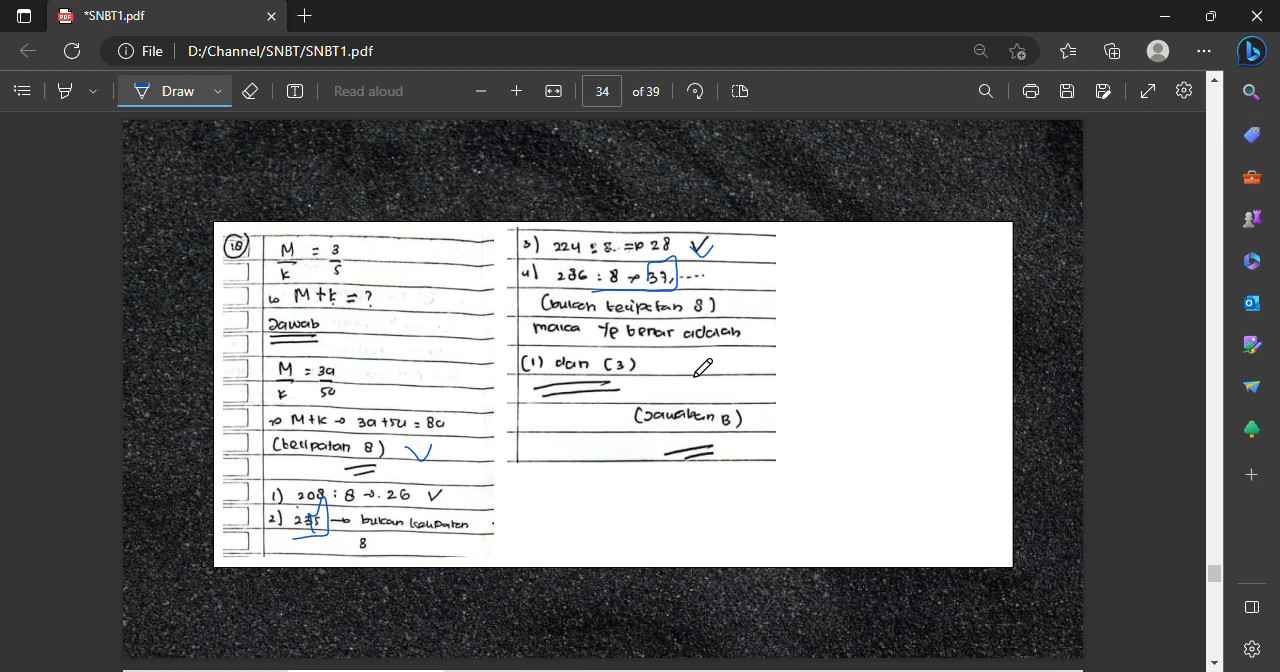 *SNBT1.pdf
File
D:/Channel/SNBT/SNBT1.pdf
Draw
Read aloud
34
of 39
18
M = 3
K 5
↳ M+K = ?
Jawab
M = 3a
K 5a
⇒ M+K → 3a+5a = 8a
(kelipatan 8)
1) 208 : 8 → 26 ✓
2) → bukan kelipatan
8
3) 224 : 8 => 28 ✓
4) 236 : 8 →
(bukan kelipatan 8)
maka yg benar adalah
(1) dan (3)
(Jawaban B)